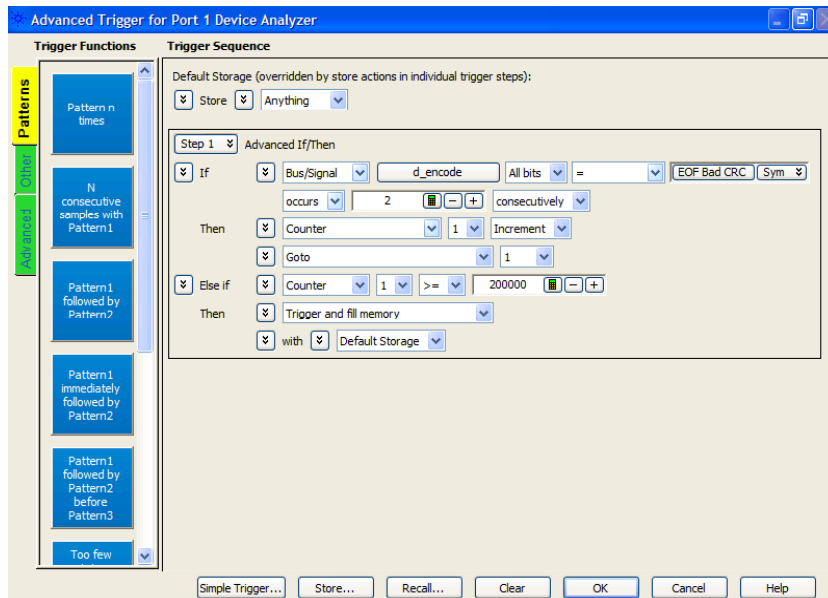 Advanced Trigger for Port 1 Device Analyzer
Trigger Functions
Trigger Sequence
Patterns
Other
Advanced
Pattern n
times
N
consecutive
samples with
Pattern1
Pattern1
followed by
Pattern2
Pattern1
immediately
followed by
Pattern2
Pattern1
followed by
Pattern2
before
Pattern3
Too few
Default Storage (overridden by store actions in individual trigger steps):
Store Anything
Step 1 Advanced If/Then
If Bus/Signal d_encode All bits = EOF Bad CRC Sym
occurs 2 consecutively
Then Counter 1 Increment
Goto 1
Else if Counter 1 >= 200000
Then Trigger and fill memory
with Default Storage
Simple Trigger... Store... Recall... Clear OK Cancel Help